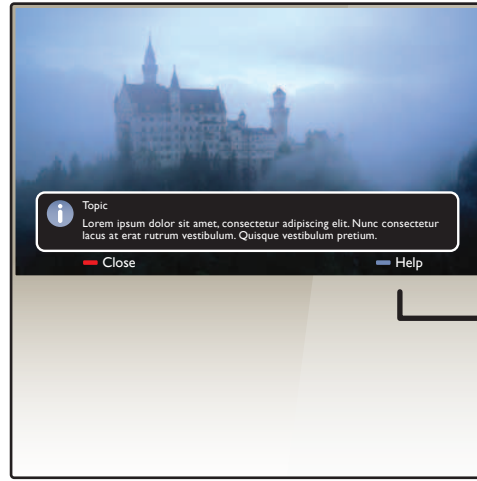 Topic
Lorem ipsum dolor sit amet, consectetur adipiscing elit. Nunc consectetur
lacus at erat rutrum vestibulum. Quisque vestibulum pretium.
Close Help